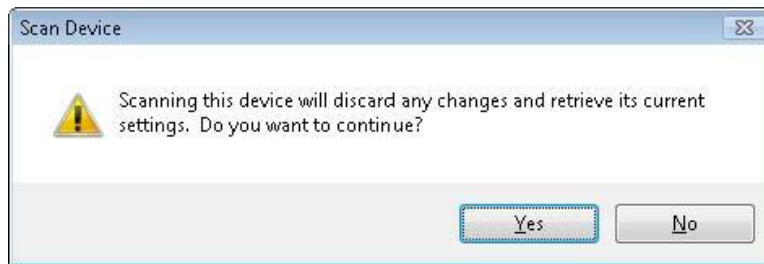 Scan Device
Scanning this device will discard any changes and retrieve its current
settings.  Do you want to continue?
Yes
No